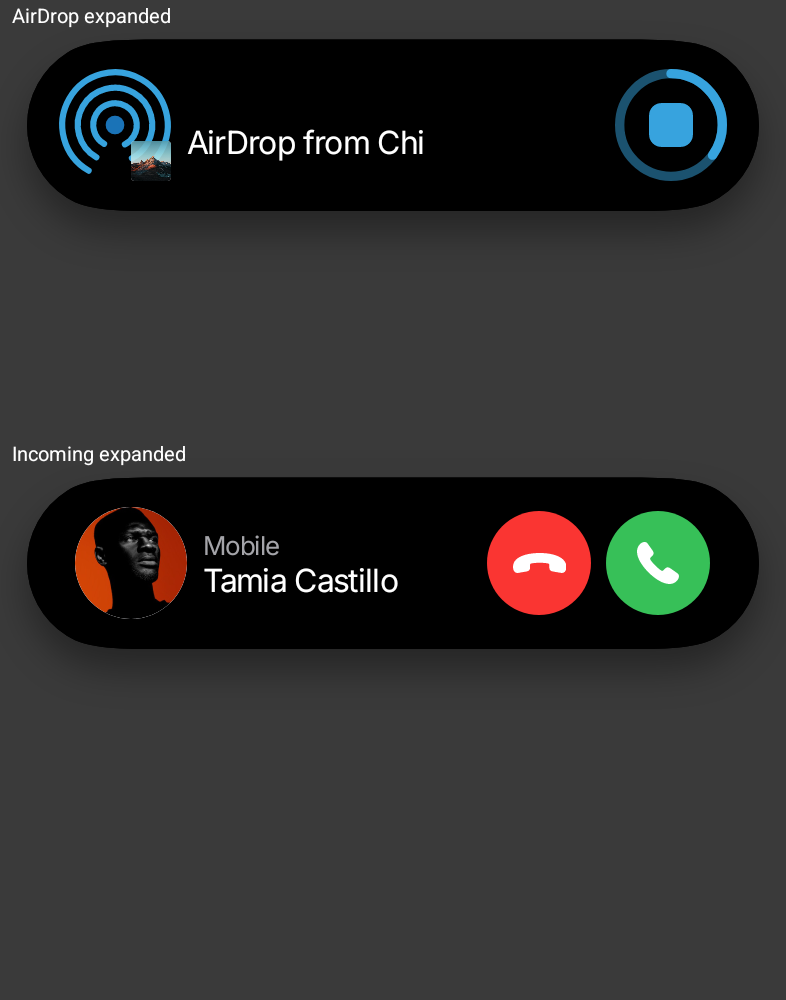 AirDrop expanded
AirDrop from Chi
Incoming expanded
Mobile
Tamia Castillo